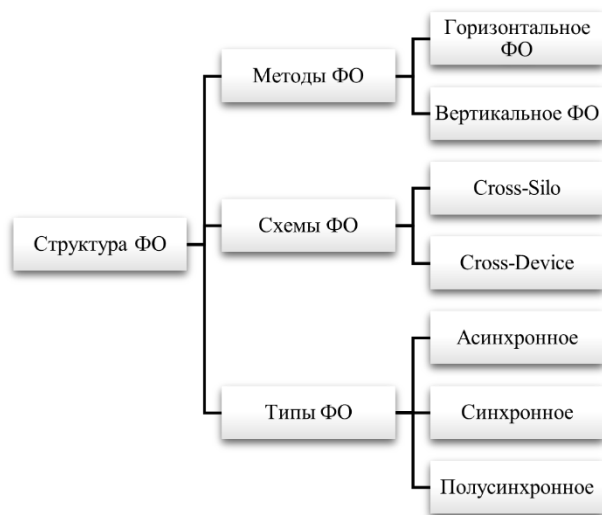 Структура ФО
Методы ФО
Горизонтальное
ФО
Вертикальное ФО
Схемы ФО
Cross-Silo
Cross-Device
Типы ФО
Асинхронное
Синхронное
Полусинхронное